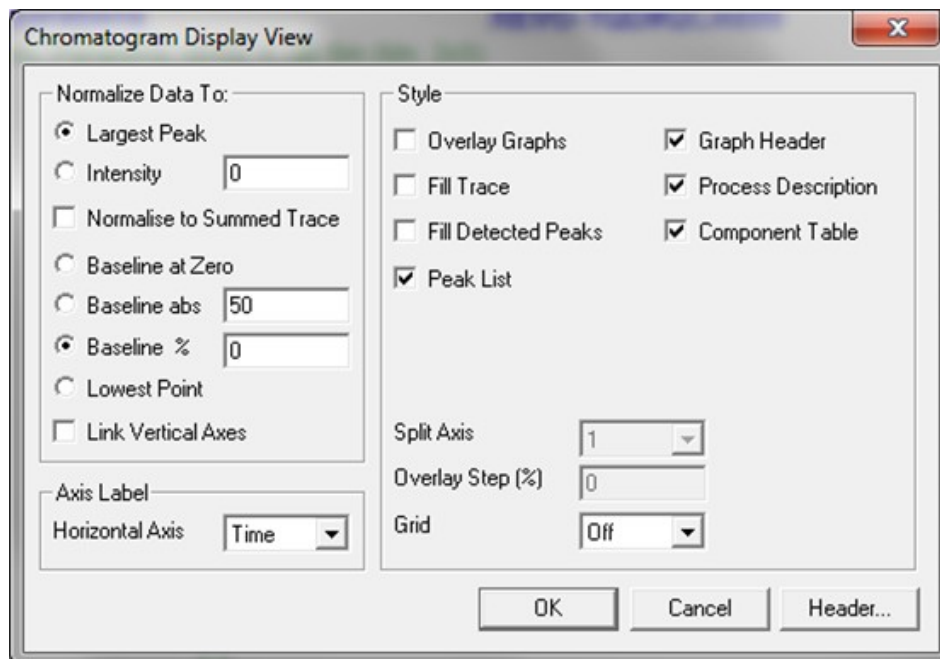 Chromatogram Display View
Normalize Data To:
Largest Peak
Intensity 0
Normalise to Summed Trace
Baseline at Zero
Baseline abs 50
Baseline % 0
Lowest Point
Link Vertical Axes
Axis Label
Horizontal Axis Time
Style
Overlay Graphs Graph Header
Fill Trace Process Description
Fill Detected Peaks Component Table
Peak List
Split Axis 1
Overlay Step (%) 0
Grid Off
OK Cancel Header...